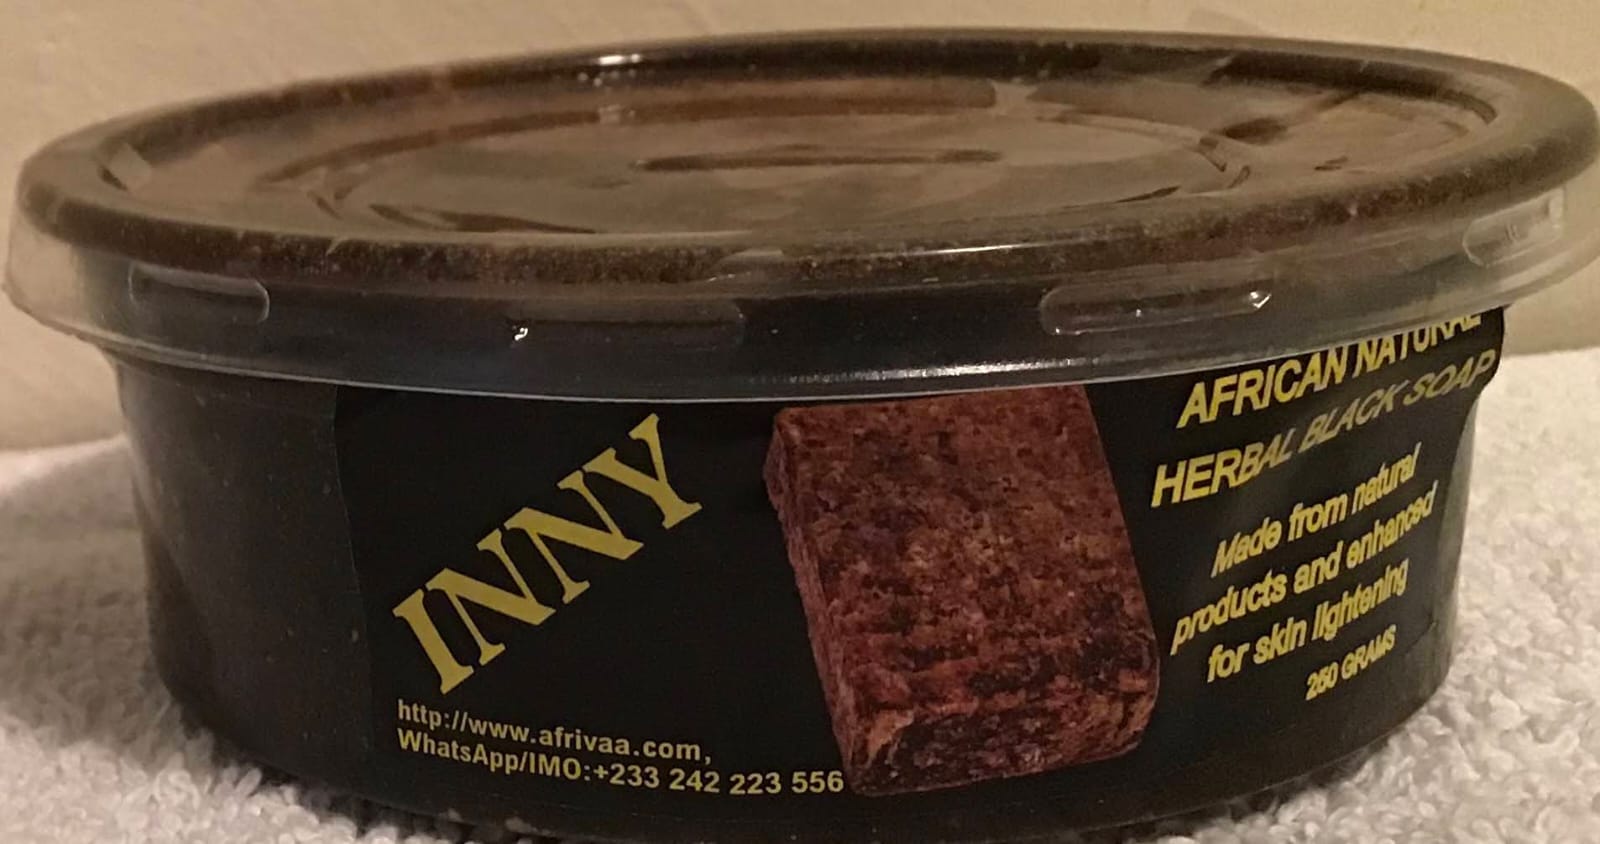 INNY
http://www.afrivaa.com,
WhatsApp/IMO:+233 242 223 556
AFRICAN NATURAL
HERBAL BLACK SOAP
Made from natural
products and enhanced
for skin lightening
250 GRAMS